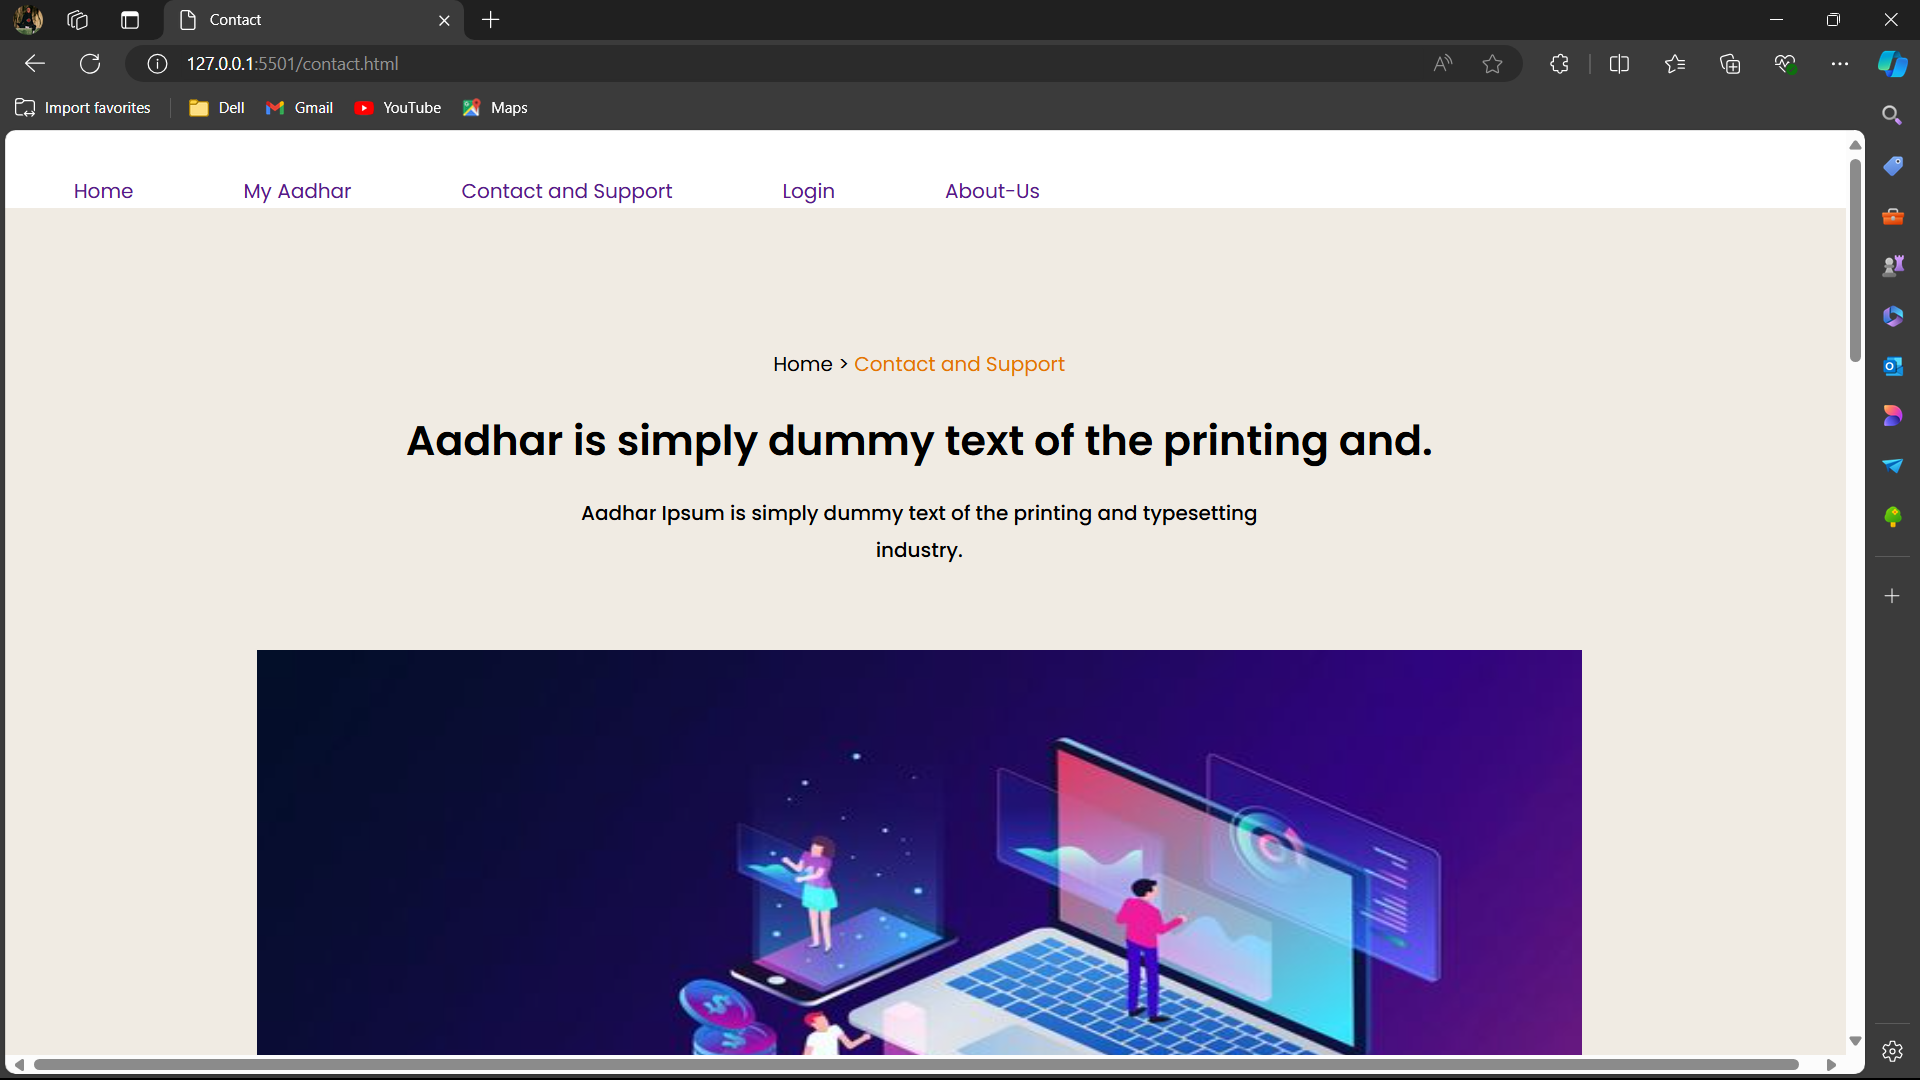 Contact
127.0.0.1:5501/contact.html
Import favorites Dell Gmail YouTube Maps
Home My Aadhar Contact and Support Login About-Us
Home > Contact and Support
Aadhar is simply dummy text of the printing and.
Aadhar Ipsum is simply dummy text of the printing and typesetting
industry.